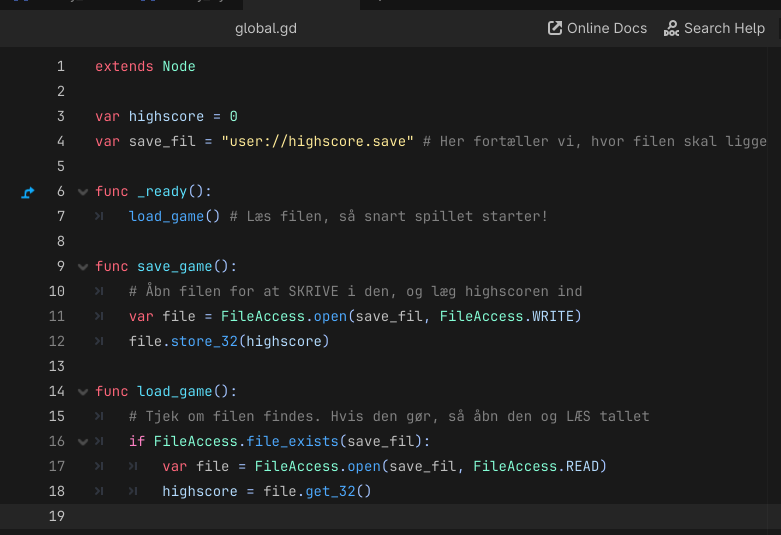 global.gd Online Docs Search Help
1 extends Node
2
3 var highscore = 0
4 var save_fil = "user://highscore.save" # Her fortæller vi, hvor filen skal ligge
5
6 func _ready():
7 load_game() # Læs filen, så snart spillet starter!
8
9 func save_game():
10 # Åbn filen for at SKRIVE i den, og læg highscoren ind
11 var file = FileAccess.open(save_fil, FileAccess.WRITE)
12 file.store_32(highscore)
13
14 func load_game():
15 # Tjek om filen findes. Hvis den gør, så åbn den og LÆS tallet
16 if FileAccess.file_exists(save_fil):
17 var file = FileAccess.open(save_fil, FileAccess.READ)
18 highscore = file.get_32()
19